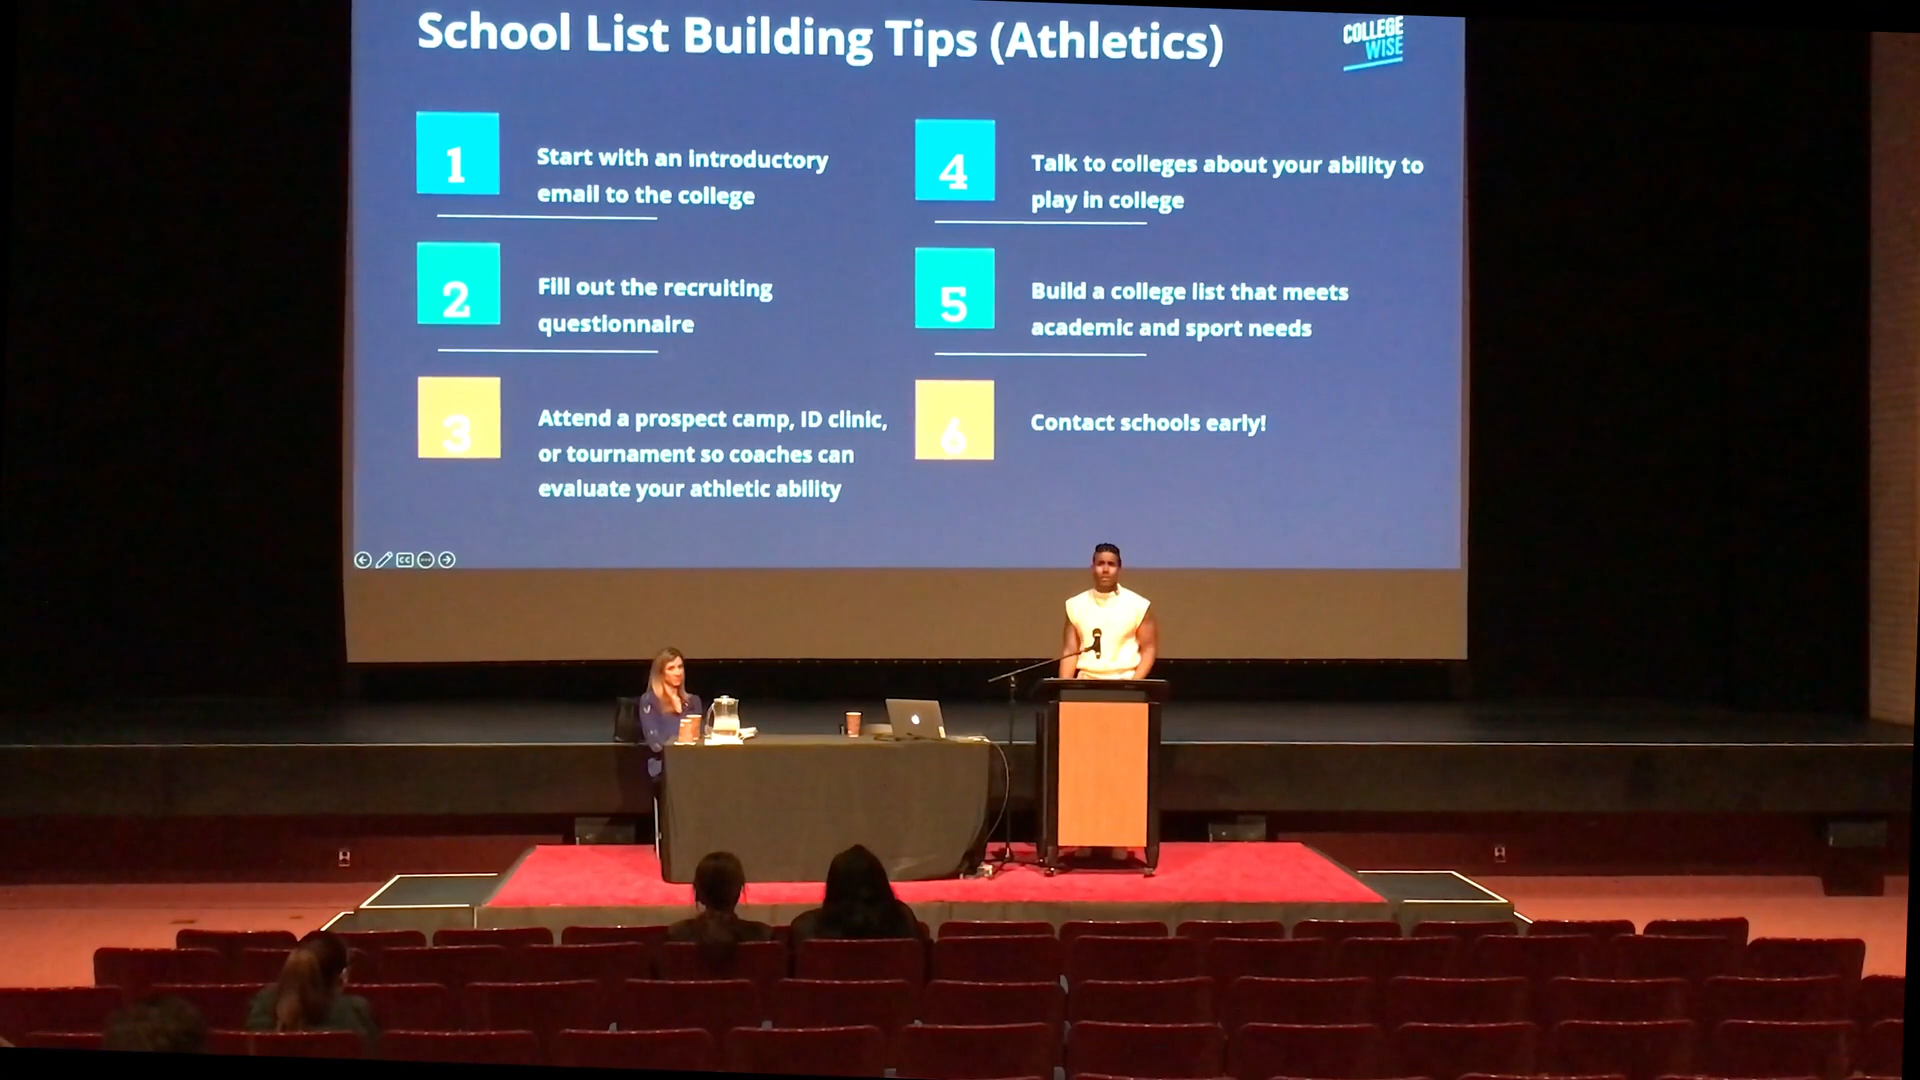 School List Building Tips (Athletics)
COLLEGE
WISE
1
Start with an introductory
email to the college
2
Fill out the recruiting
questionnaire
3
Attend a prospect camp, ID clinic,
or tournament so coaches can
evaluate your athletic ability
4
Talk to colleges about your ability to
play in college
5
Build a college list that meets
academic and sport needs
6
Contact schools early!
CC